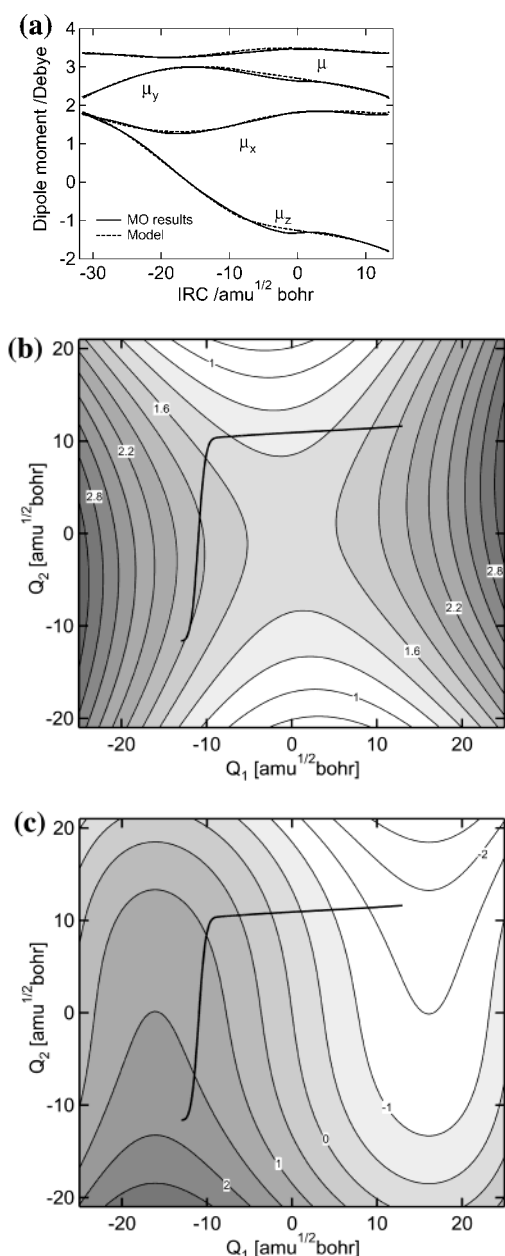 (a)
4
3
2
1
0
-1
-2
Dipole moment /Debye
μ
μy
μx
μz
MO results
Model
-30 -20 -10 0 10
IRC /amu1/2 bohr
(b)
20
10
0
-10
-20
Q2 [amu1/2bohr]
1
1.6
2.2
2.8
2.8
2.2
1.6
1
-20 -10 0 10 20
Q1 [amu1/2bohr]
(c)
20
10
0
-10
-20
Q2 [amu1/2bohr]
-2
-1
0
1
2
-20 -10 0 10 20
Q1 [amu1/2bohr]